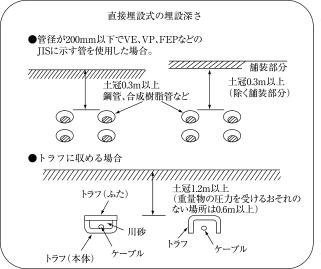 直接埋設式の埋設深さ
●管径が200mm以下でVE、VP、FEPなどの
JISに示す管を使用した場合。
舗装部分
土冠0.3m以上
鋼管、合成樹脂管など
土冠0.3m以上
(除く舗装部分)
●トラフに収める場合
トラフ(ふた)
土冠1.2m以上
(重量物の圧力を受けるおそれの
ない場所は0.6m以上)
川砂
ケーブル
トラフ(本体)
トラフ
ケーブル